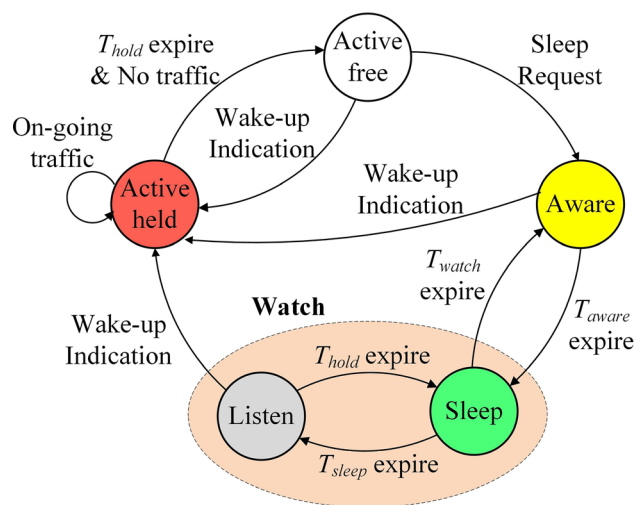 T_hold expire
& No traffic
Active
free
Sleep
Request
On-going
traffic
Wake-up
Indication
Active
held
Wake-up
Indication
Aware
T_watch
expire
T_aware
expire
Watch
Wake-up
Indication
T_hold expire
Listen
Sleep
T_sleep expire